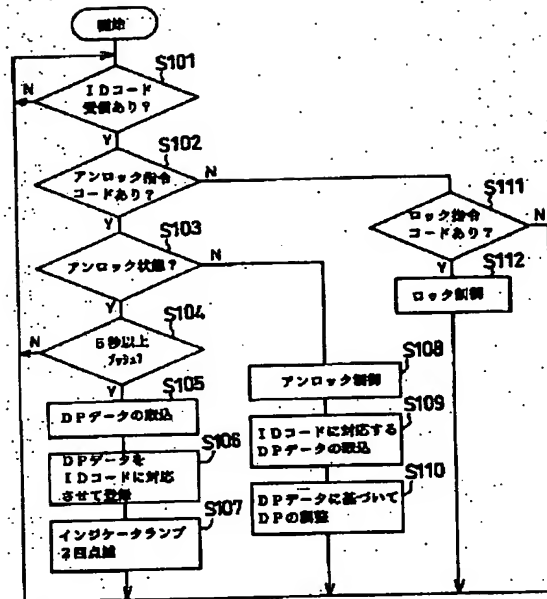 開始
S101
IDコード
受信あり?
N
Y
S102
アンロック指令
コードあり?
N
Y
S111
ロック指令
コードあり?
N
Y
S103
アンロック状態?
N
Y
S112
ロック制御
S104
5秒以上
プッシュ?
N
Y
S105
DPデータの取込
S106
DPデータを
IDコードに対応
させて登録
S107
インジケータランプ
2回点滅
S108
アンロック制御
S109
IDコードに対応する
DPデータの取込
S110
DPデータに基づいて
DPの調整